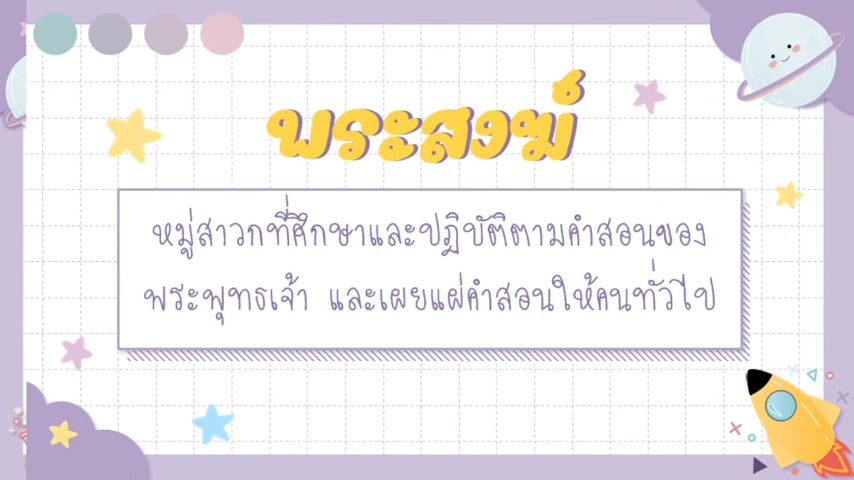 พระสงฆ์
หมู่สาวกที่ศึกษาและปฏิบัติตามคำสอนของ
พระพุทธเจ้า และเผยแผ่คำสอนให้คนทั่วไป